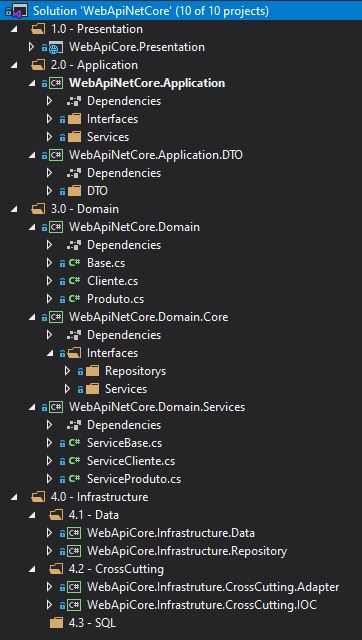 Solution 'WebApiNetCore' (10 of 10 projects)
1.0 - Presentation
WebApiCore.Presentation
2.0 - Application
C# WebApiNetCore.Application
Dependencies
Interfaces
Services
C# WebApiNetCore.Application.DTO
Dependencies
DTO
3.0 - Domain
C# WebApiNetCore.Domain
Dependencies
C# Base.cs
C# Cliente.cs
C# Produto.cs
C# WebApiNetCore.Domain.Core
Dependencies
Interfaces
Repositorys
Services
C# WebApiNetCore.Domain.Services
Dependencies
C# ServiceBase.cs
C# ServiceCliente.cs
C# ServiceProduto.cs
4.0 - Infrastructure
4.1 - Data
C# WebApiCore.Infrastructure.Data
C# WebApiCore.Infrastructure.Repository
4.2 - CrossCutting
C# WebApiCore.Infrastruture.CrossCutting.Adapter
C# WebApiCore.Infrastruture.CrossCutting.IOC
4.3 - SQL